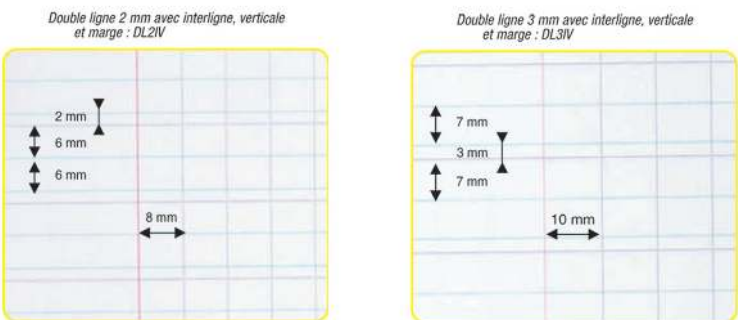 Double ligne 2 mm avec interligne, verticale
et marge : DL2IV
2 mm
6 mm
6 mm
8 mm
Double ligne 3 mm avec interligne, verticale
et marge : DL3IV
7 mm
3 mm
7 mm
10 mm